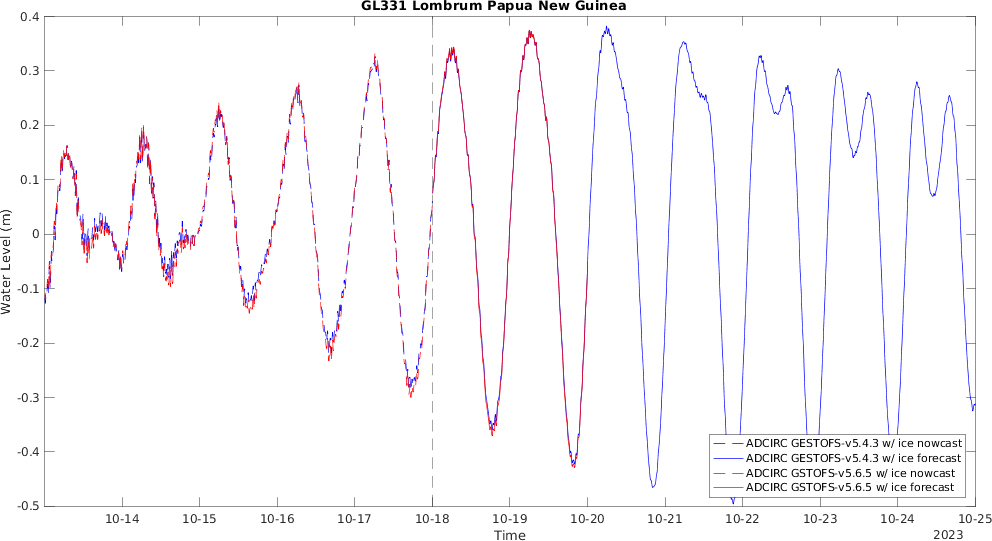 GL331 Lombrum Papua New Guinea
0.4
0.3
0.2
0.1
0
-0.1
-0.2
-0.3
-0.4
-0.5
Water Level (m)
ADCIRC GESTOFS-v5.4.3 w/ ice nowcast
ADCIRC GESTOFS-v5.4.3 w/ ice forecast
ADCIRC GSTOFS-v5.6.5 w/ ice nowcast
ADCIRC GSTOFS-v5.6.5 w/ ice forecast
10-14 10-15 10-16 10-17 10-18 10-19 10-20 10-21 10-22 10-23 10-24 10-25
Time
2023